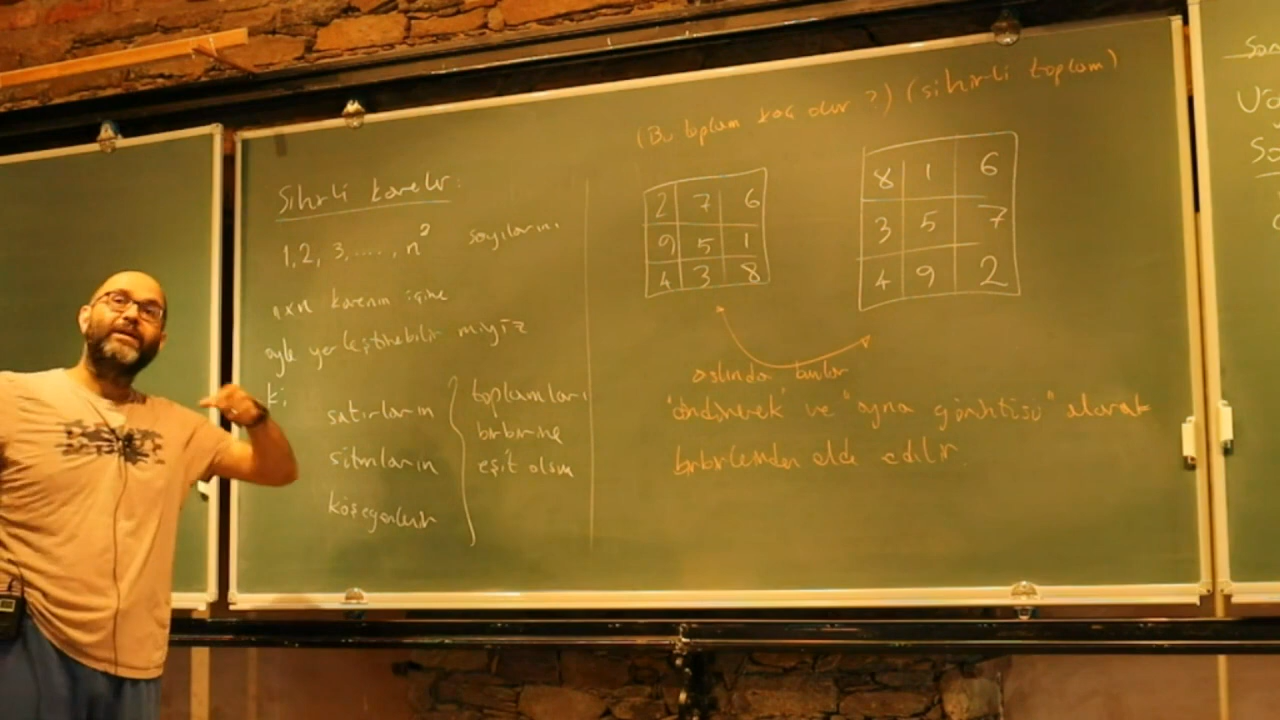 Sihirli kareler:
1, 2, 3, ...., n² sayılarını
nxn karenin içine
öyle yerleştirebilir miyiz
ki
satırların
sütunların
köşegenlerin
toplamları
birbirine
eşit olsun
(Bu toplam kaç olur?) (sihirli toplam)
2 7 6
9 5 1
4 3 8
8 1 6
3 5 7
4 9 2
aslında bunlar
"döndürerek" ve "ayna görüntüsü" olarak
birbirlerinden elde edilir